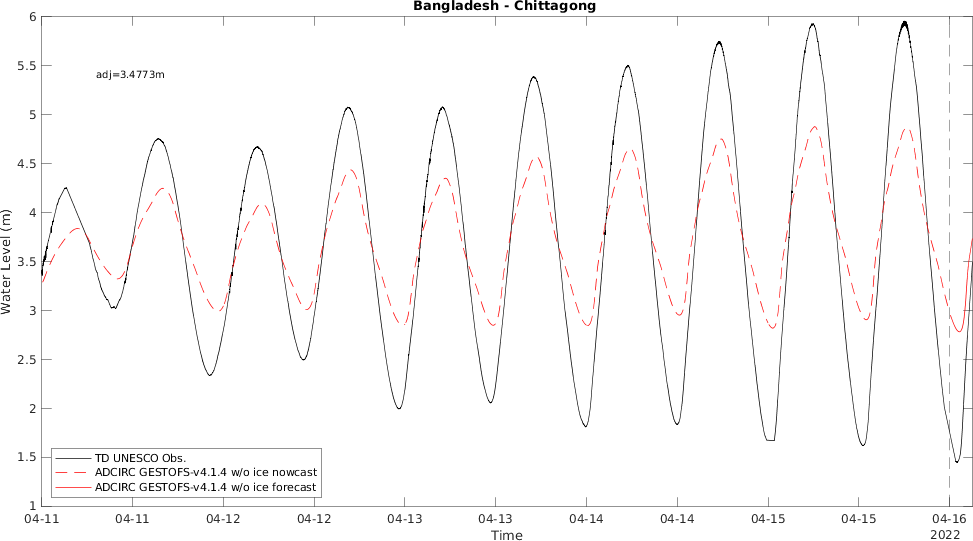 Bangladesh - Chittagong
6
5.5
5
4.5
4
3.5
3
2.5
2
1.5
1
Water Level (m)
adj=3.4773m
TD UNESCO Obs.
ADCIRC GESTOFS-v4.1.4 w/o ice nowcast
ADCIRC GESTOFS-v4.1.4 w/o ice forecast
04-11 04-11 04-12 04-12 04-13 04-13 04-14 04-14 04-15 04-15 04-16
Time
2022